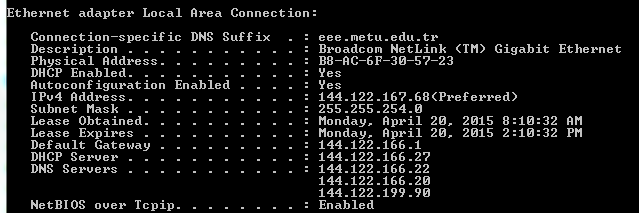 Ethernet adapter Local Area Connection:
Connection-specific DNS Suffix . : eee.metu.edu.tr
Description . . . . . . . . . . . : Broadcom NetLink (TM) Gigabit Ethernet
Physical Address. . . . . . . . . : B8-AC-6F-30-57-23
DHCP Enabled. . . . . . . . . . . : Yes
Autoconfiguration Enabled . . . . : Yes
IPv4 Address. . . . . . . . . . . : 144.122.167.68(Preferred)
Subnet Mask . . . . . . . . . . . : 255.255.254.0
Lease Obtained. . . . . . . . . . : Monday, April 20, 2015 8:10:32 AM
Lease Expires . . . . . . . . . . : Monday, April 20, 2015 2:10:32 PM
Default Gateway . . . . . . . . . : 144.122.166.1
DHCP Server . . . . . . . . . . . : 144.122.166.27
DNS Servers . . . . . . . . . . . : 144.122.166.22
144.122.166.20
144.122.199.90
NetBIOS over Tcpip. . . . . . . . : Enabled